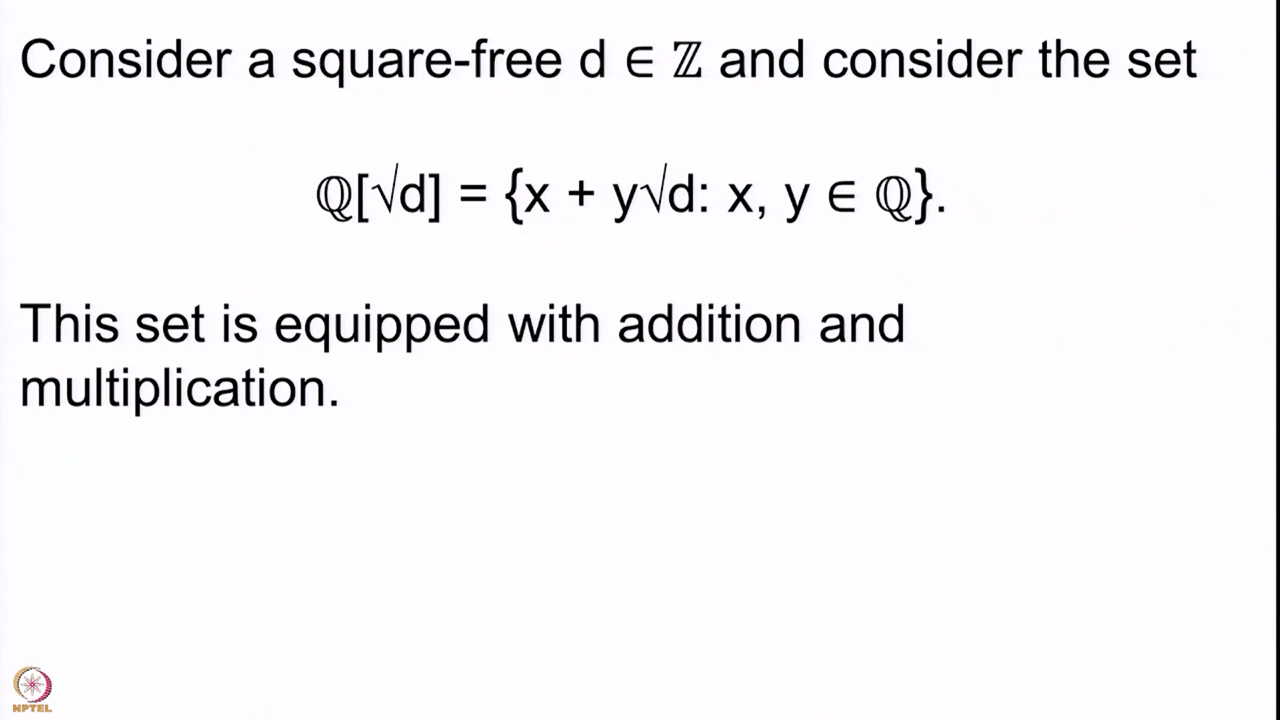 Consider a square-free d ∈ ℤ and consider the set
ℚ[√d] = {x + y√d: x, y ∈ ℚ}.
This set is equipped with addition and
multiplication.
NPTEL